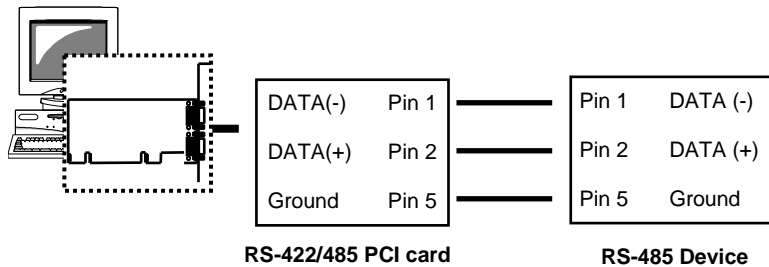 DATA(-) Pin 1
DATA(+) Pin 2
Ground Pin 5
RS-422/485 PCI card
Pin 1 DATA (-)
Pin 2 DATA (+)
Pin 5 Ground
RS-485 Device